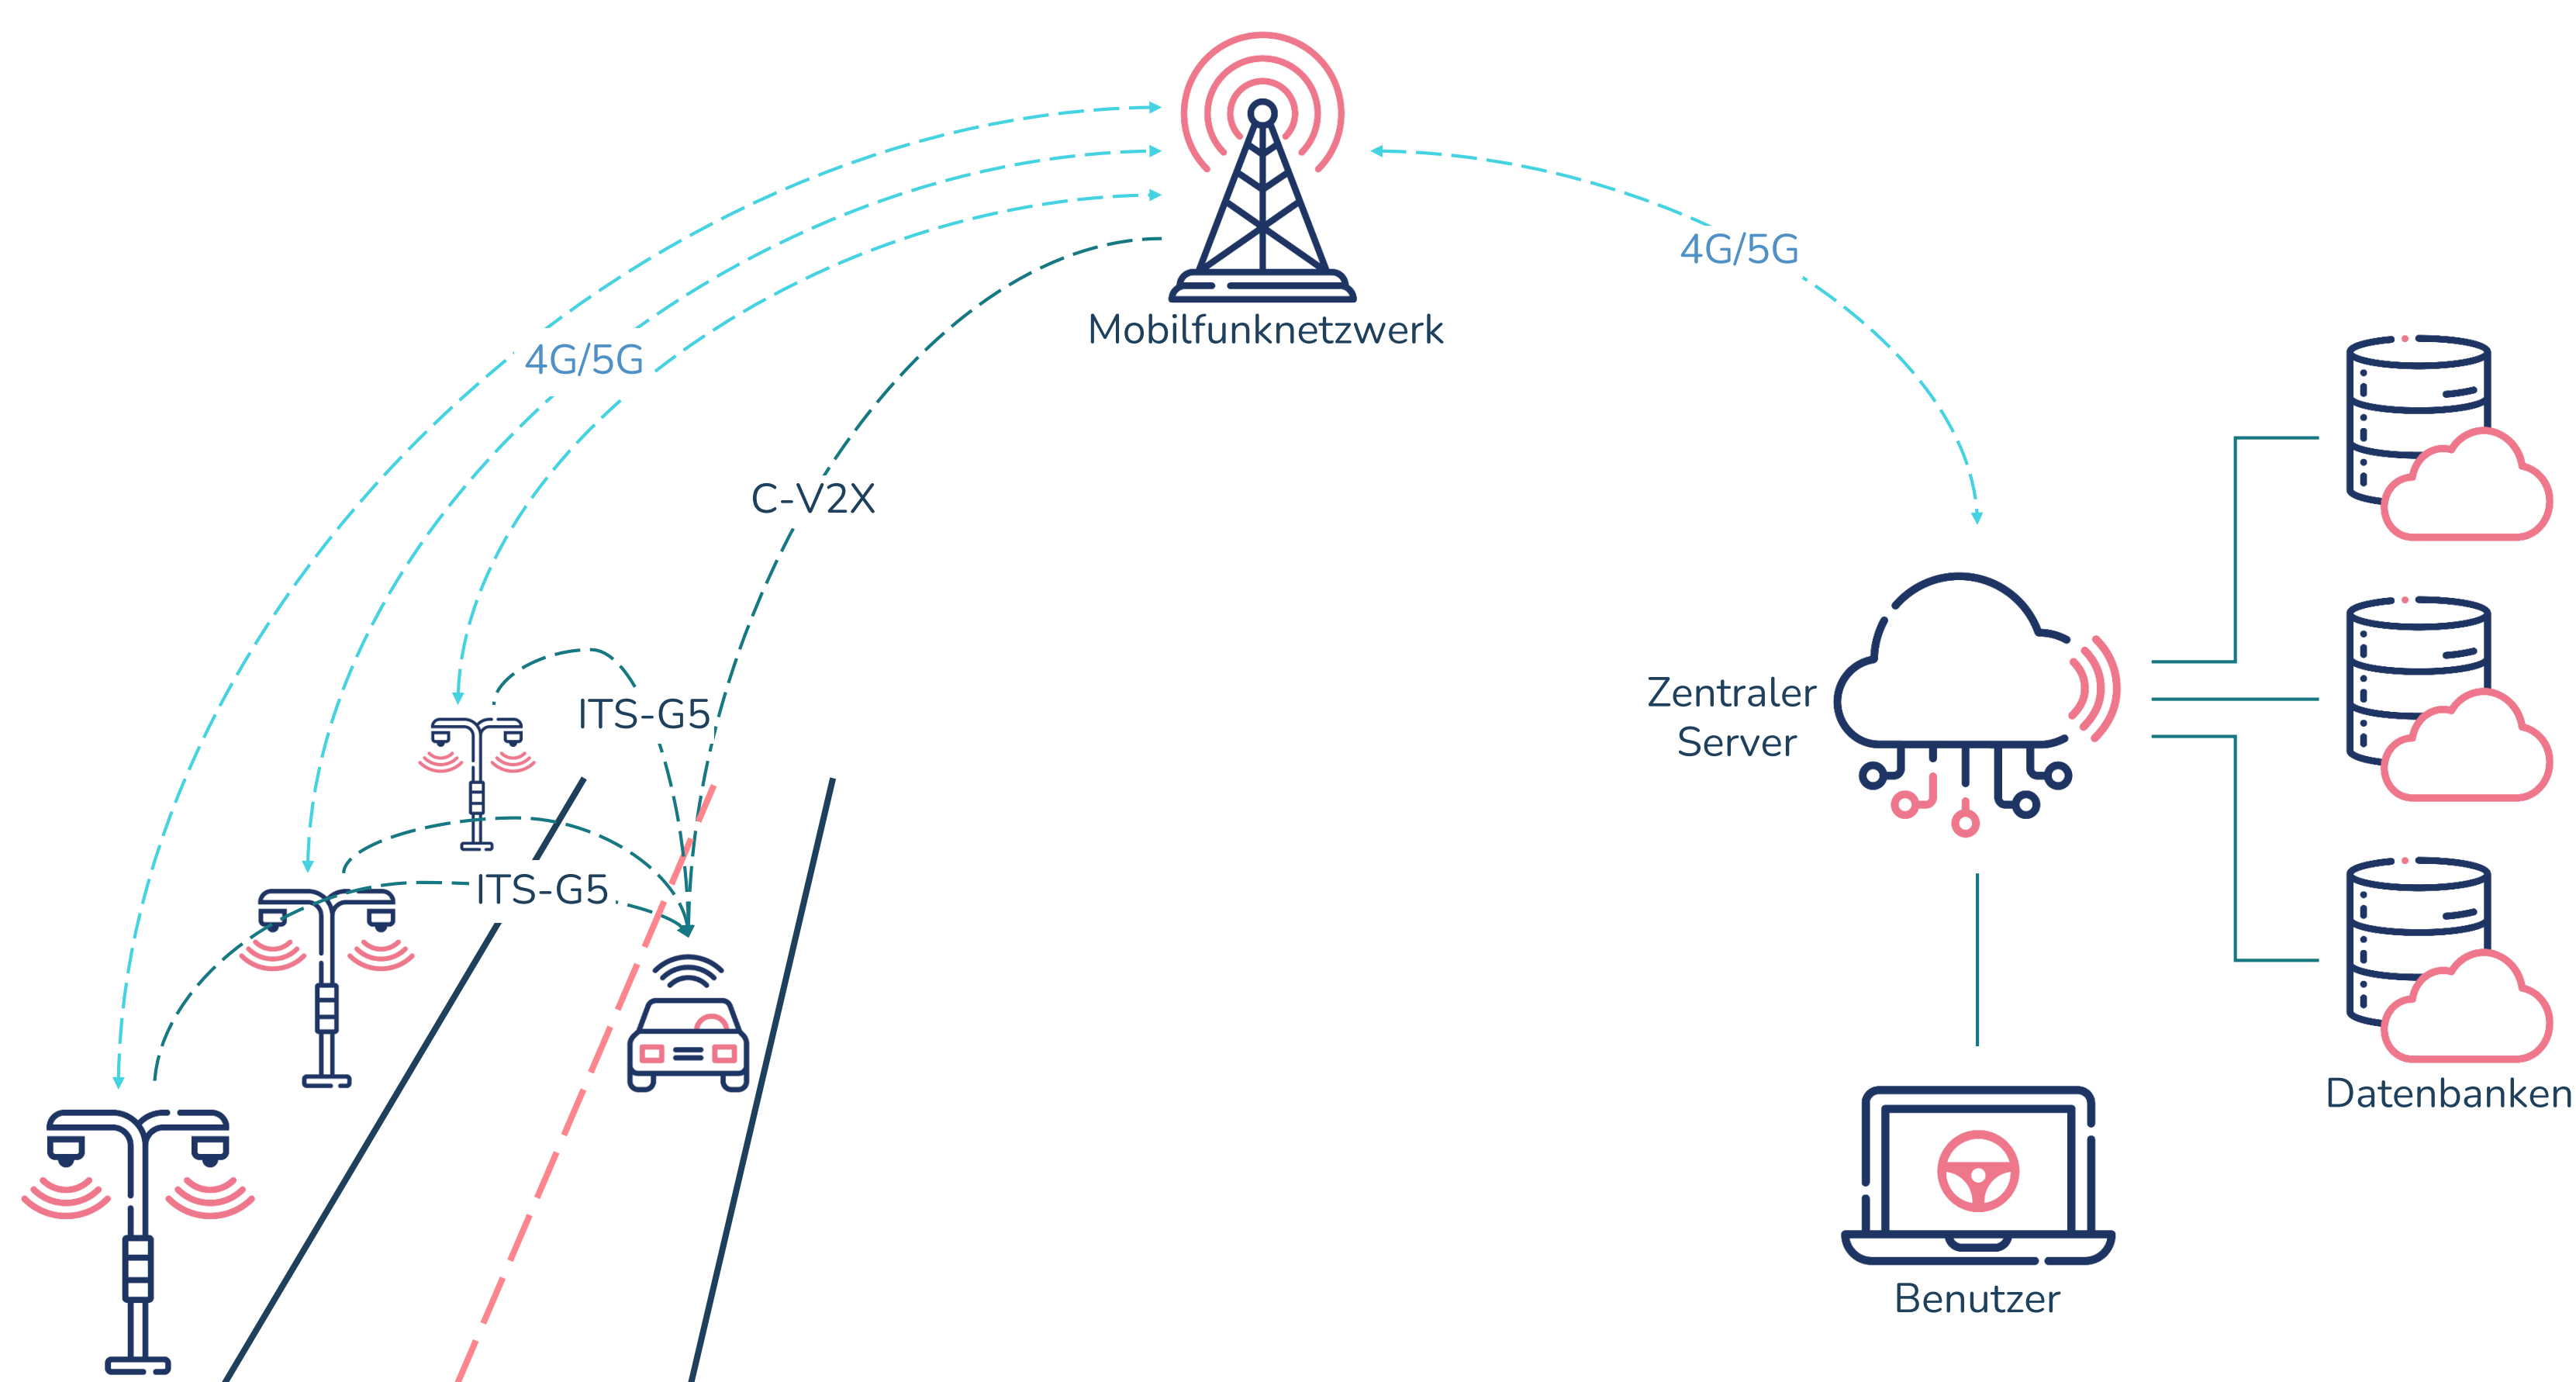 4G/5G
Mobilfunknetzwerk
4G/5G
C-V2X
ITS-G5
Zentraler
Server
ITS-G5
Datenbanken
Benutzer